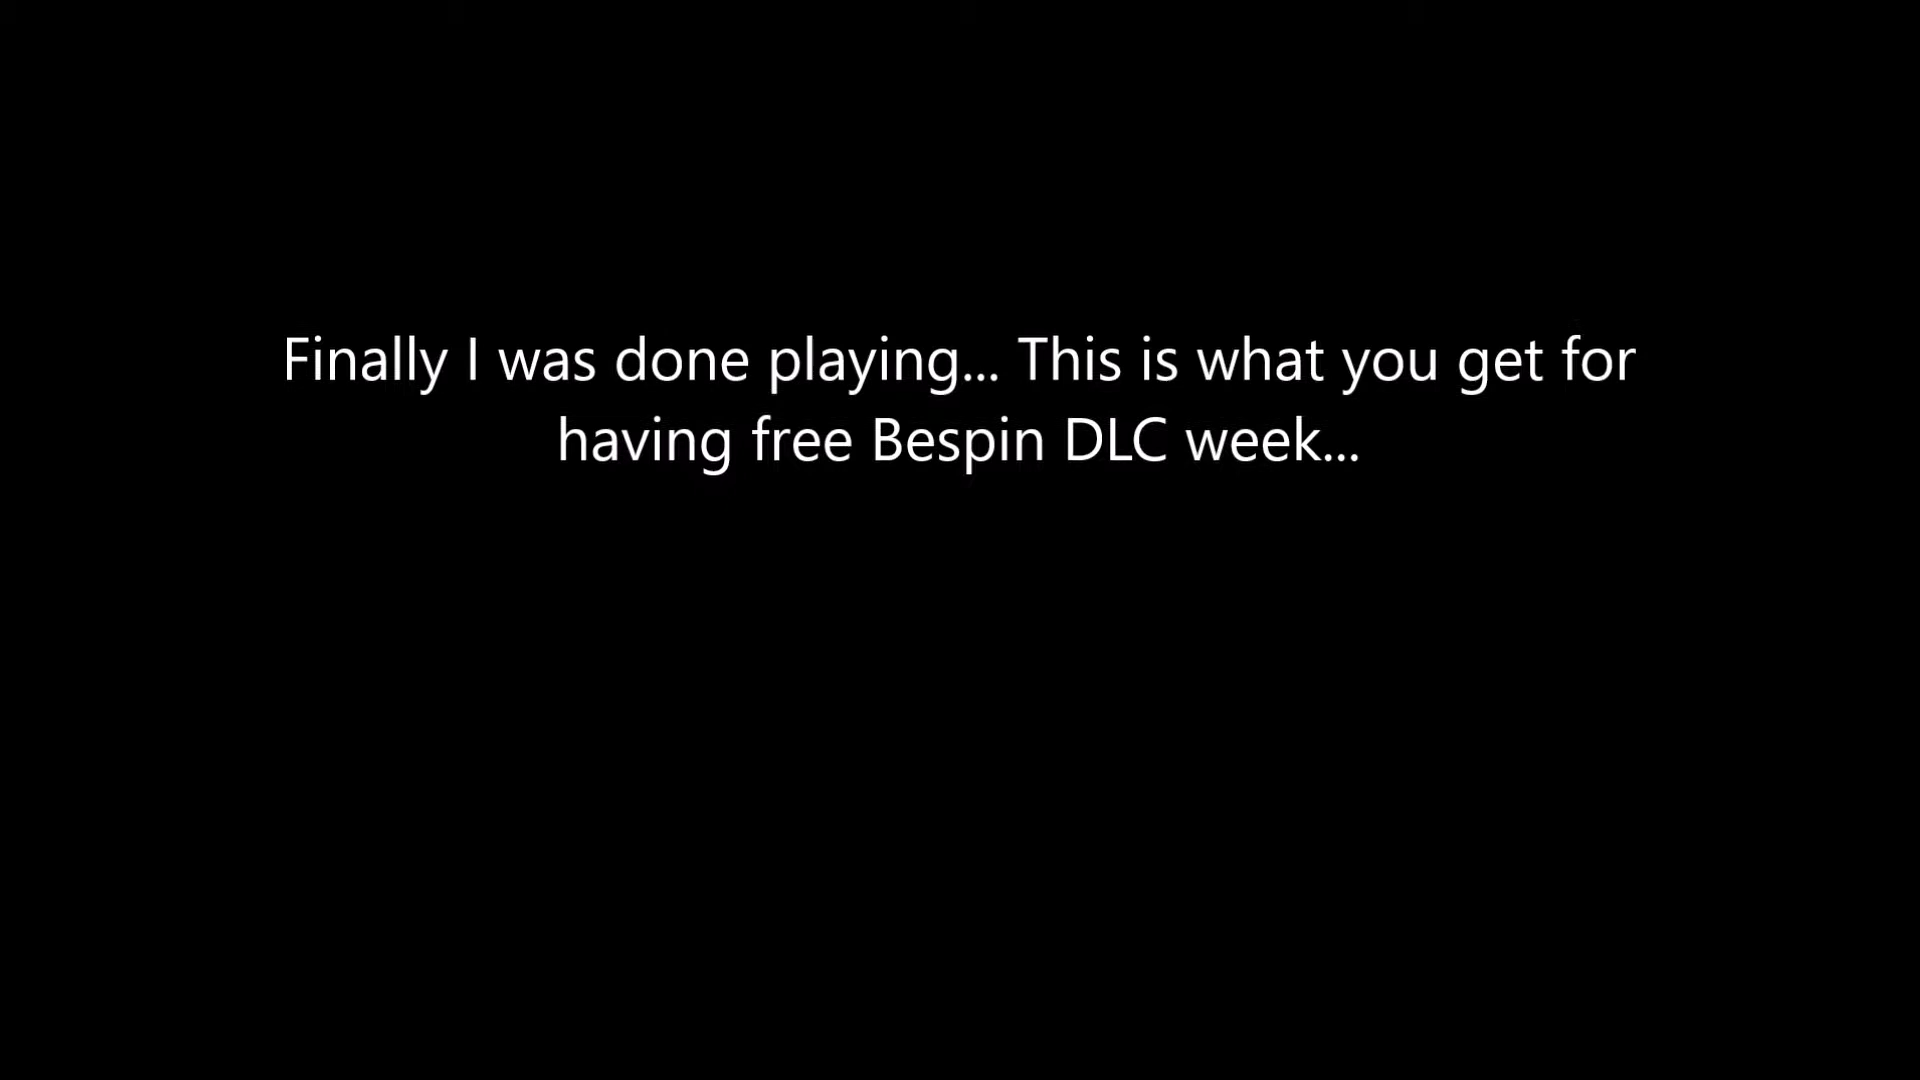 Finally I was done playing... This is what you get for
having free Bespin DLC week...